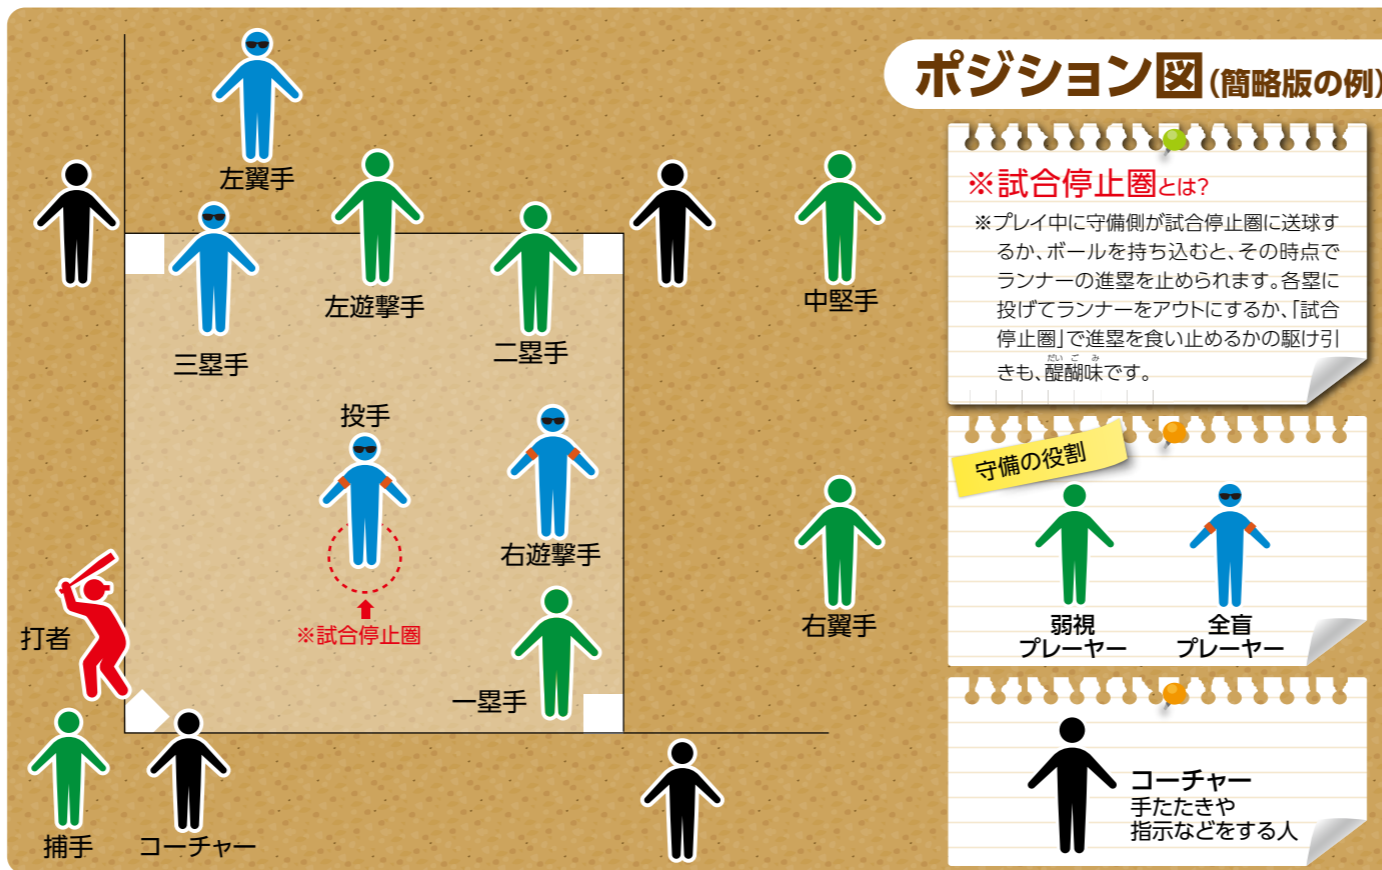 ポジション図(簡略版の例)
左翼手
左遊撃手
中堅手
二塁手
三塁手
投手
右遊撃手
※試合停止圏
右翼手
打者
一塁手
捕手
コーチャー
※試合停止圏とは?
※プレイ中に守備側が試合停止圏に送球す
るか、ボールを持ち込むと、その時点で
ランナーの進塁を止められます。各塁に
投げてランナーをアウトにするか、「試合
停止圏」で進塁を食い止めるかの駆け引
だいごみ
きも、醍醐味です。
守備の役割
弱視
プレーヤー
全盲
プレーヤー
コーチャー
手たたきや
指示などをする人